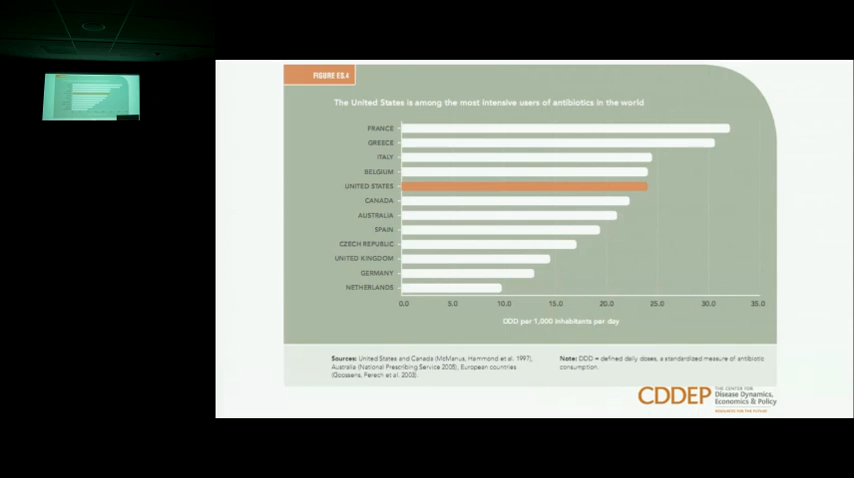 FIGURE ES.4
The United States is among the most intensive users of antibiotics in the world
FRANCE
GREECE
ITALY
BELGIUM
UNITED STATES
CANADA
AUSTRALIA
SPAIN
CZECH REPUBLIC
UNITED KINGDOM
GERMANY
NETHERLANDS
0.0 5.0 10.0 15.0 20.0 25.0 30.0 35.0
DDD per 1,000 inhabitants per day
Sources: United States and Canada (McManus, Hammond et al. 1997),
Australia (National Prescribing Service 2005), European countries
(Goossens, Ferech et al. 2003).
Note: DDD = defined daily doses, a standardized measure of antibiotic
consumption.
CDDEP
THE CENTER FOR
Disease Dynamics,
Economics & Policy
RESOURCES FOR THE FUTURE